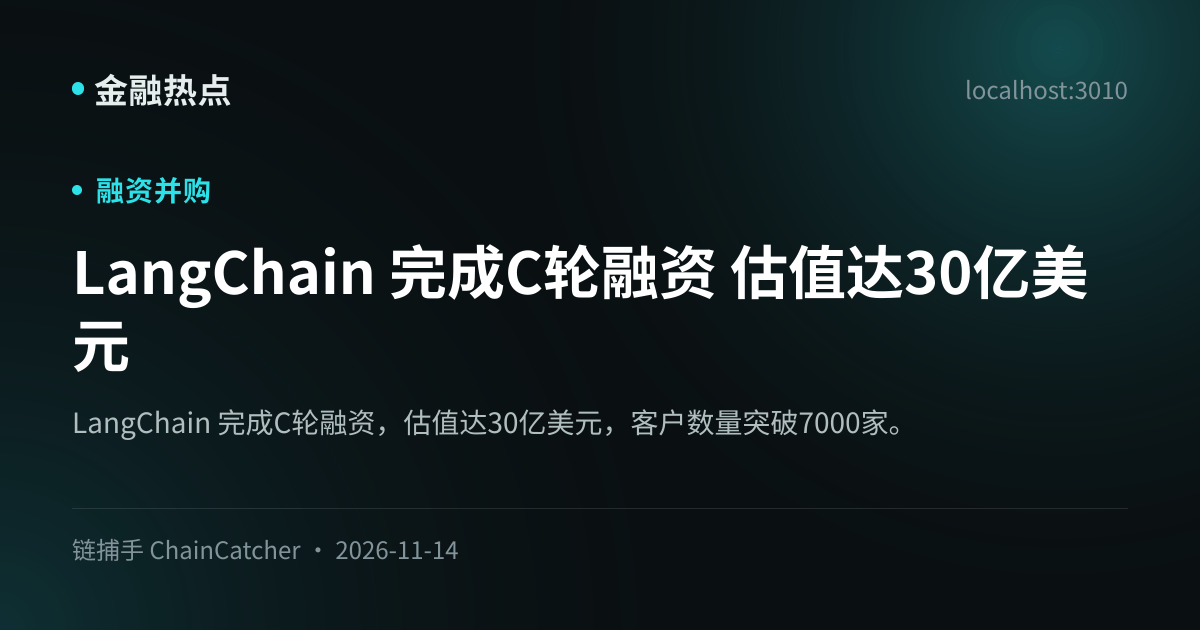 金融热点
localhost:3010
融资并购
LangChain 完成C轮融资 估值达30亿美
元
LangChain 完成C轮融资，估值达30亿美元，客户数量突破7000家。
链捕手 ChainCatcher • 2026-11-14